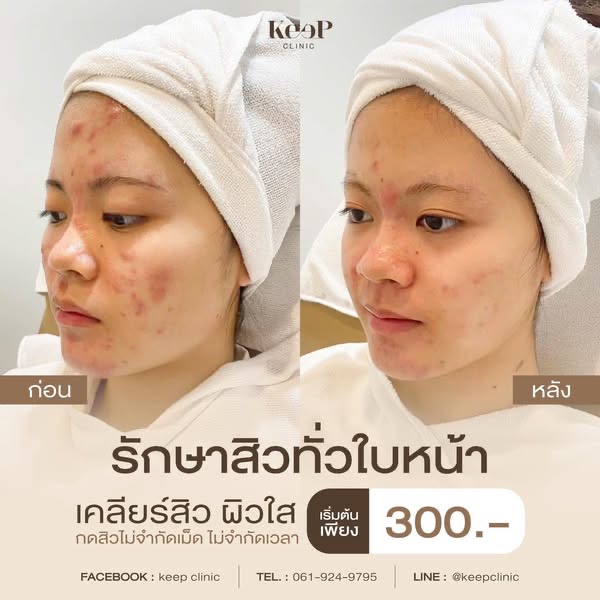 KeeP
CLINIC
ก่อน
หลัง
รักษาสิวทั่วใบหน้า
เคลียร์สิว ผิวใส
กดสิวไม่จำกัดเม็ด ไม่จำกัดเวลา
เริ่มต้น
เพียง
300.-
FACEBOOK : keep clinic
TEL. : 061-924-9795
LINE : @keepclinic